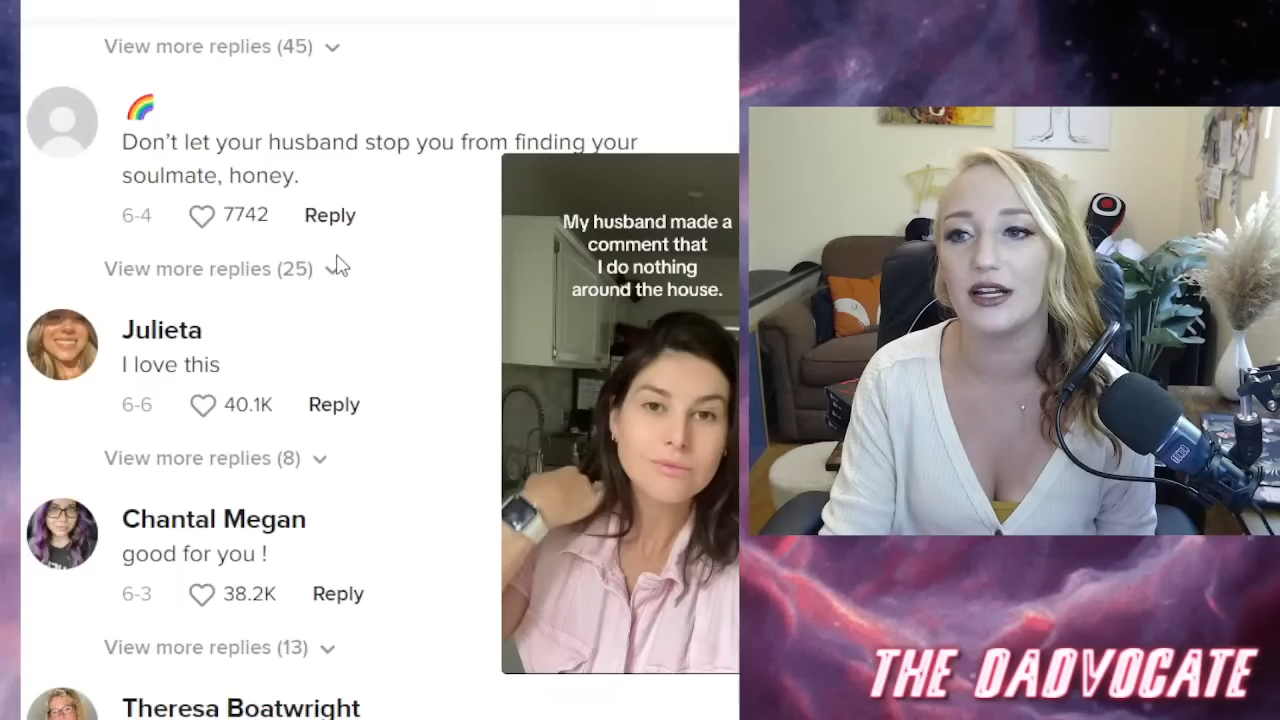 View more replies (45)
🌈
Don't let your husband stop you from finding your
soulmate, honey.
6-4 7742 Reply
View more replies (25)
Julieta
I love this
6-6 40.1K Reply
View more replies (8)
Chantal Megan
good for you !
6-3 38.2K Reply
View more replies (13)
Theresa Boatwright
My husband made a
comment that
I do nothing
around the house.
THE DADVOCATE